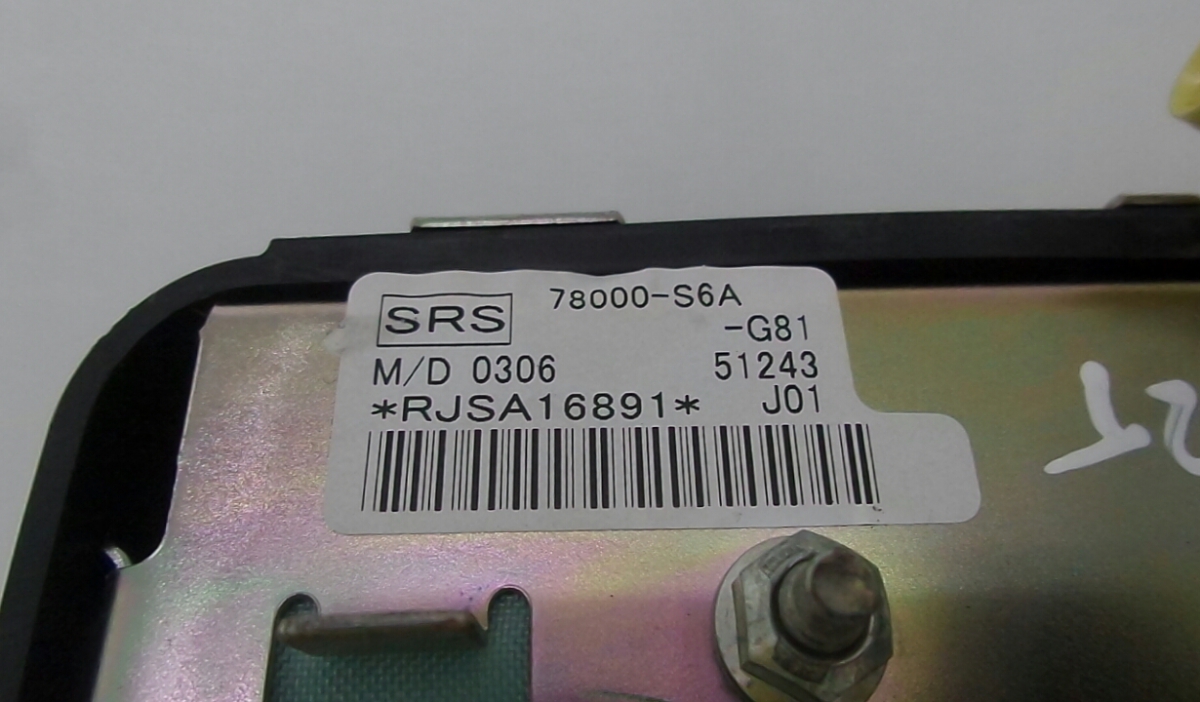 SRS 78000-S6A
-G81
M/D 0306 51243
*RJSA16891* J01